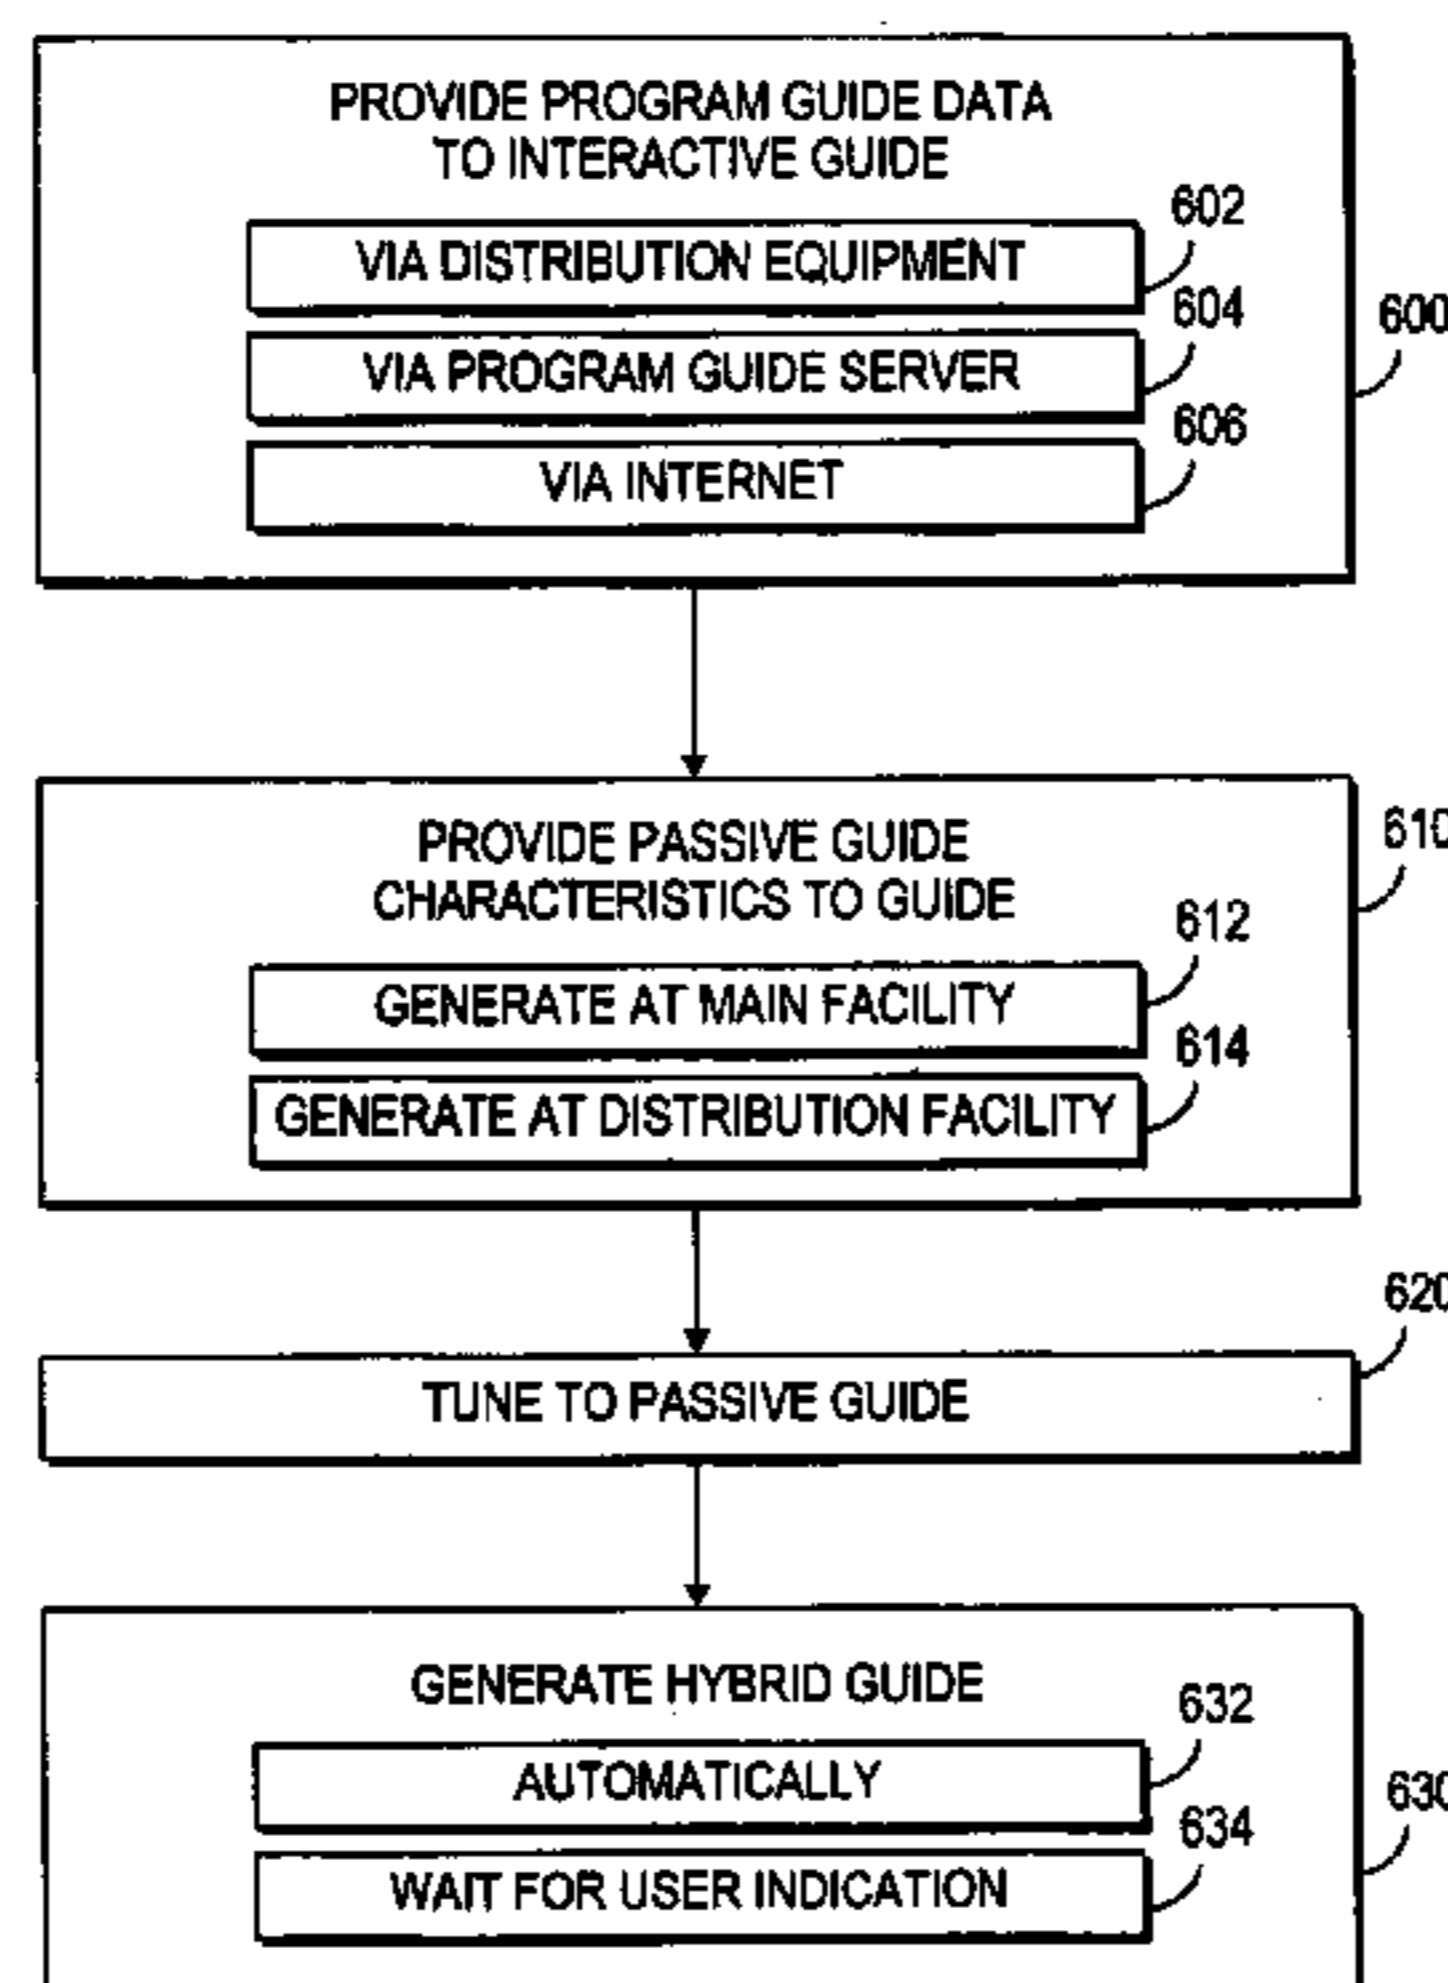 PROVIDE PROGRAM GUIDE DATA
TO INTERACTIVE GUIDE
602
VIA DISTRIBUTION EQUIPMENT
604
600
VIA PROGRAM GUIDE SERVER
606
VIA INTERNET
PROVIDE PASSIVE GUIDE
CHARACTERISTICS TO GUIDE
610
612
GENERATE AT MAIN FACILITY
614
GENERATE AT DISTRIBUTION FACILITY
620
TUNE TO PASSIVE GUIDE
GENERATE HYBRID GUIDE
632
AUTOMATICALLY
630
634
WAIT FOR USER INDICATION